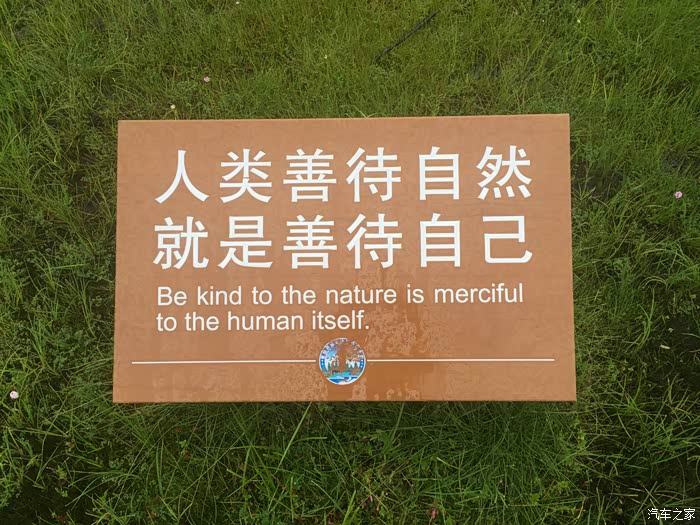 人类善待自然
就是善待自己
Be kind to the nature is merciful
to the human itself.
汽车之家